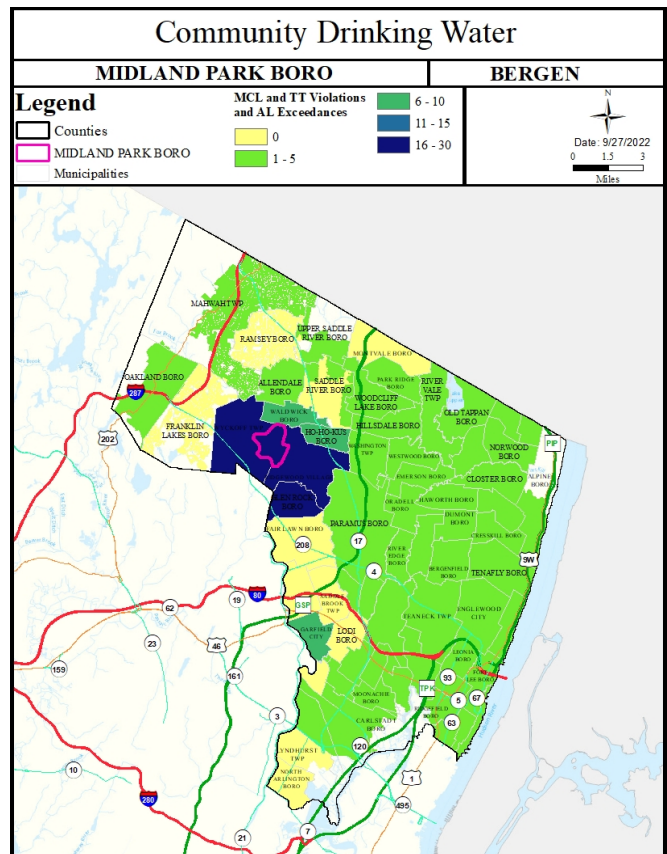 Community Drinking Water
MIDLAND PARK BORO
BERGEN
Legend
Counties
MIDLAND PARK BORO
Municipalities
MCL and TT Violations
and AL Exceedances
0
1 - 5
6 - 10
11 - 15
16 - 30
N
Date: 9/27/2022
0 1.5 3
Miles
MAHWAH TWP
RAMSEY BORO
UPPER SADDLE
RIVER BORO
MONTVALE BORO
OAKLAND BORO
287
ALLENDALE
BORO
SADDLE
RIVER BORO
PARK RIDGE
BORO
RIVER
VALE
TWP
WOODCLIFF
LAKE BORO
OLD TAPPAN
BORO
FRANKLIN
LAKES BORO
202
WALDWICK
BORO
HO-HO-KUS
BORO
HILLSDALE BORO
WASHINGTON
TWP
WESTWOOD BORO
NORWOOD
BORO
PIP
EMERSON BORO
CLOSTER BORO
ALPINE
BORO
GLEN ROCK
BORO
ORADELL
BORO
HAWORTH BORO
DUMONT
BORO
FAIR LAWN BORO
PARAMUS BORO
CRESSKILL BORO
208
17
4
RIVER
EDGE
BORO
BERGENFIELD
BORO
TENAFLY BORO
9W
80
19
62
GSP
BROOK
TWP
TEANECK TWP
ENGLEWOOD
CITY
GARFIELD
CITY
LODI
BORO
23
46
159
161
LEONIA
BORO
FORT
LEE BORO
93
5
67
63
TPK
MOONACHIE
BORO
RIDGEFIELD
BORO
CARLSTADT
BORO
3
120
LYNDHURST
TWP
NORTH
ARLINGTON
BORO
10
1
495
280
21
7